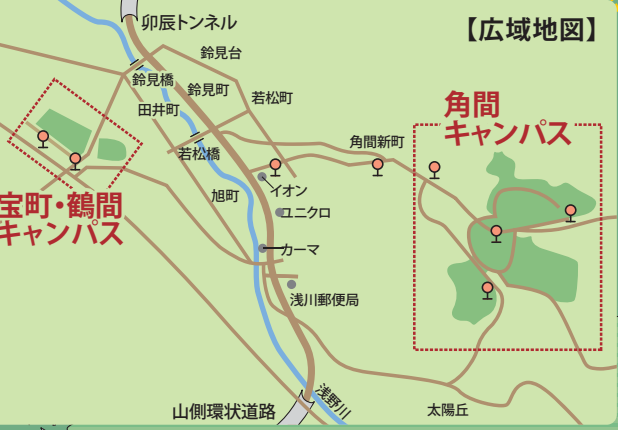 【広域地図】
卯辰トンネル
鈴見台
鈴見橋
鈴見町
若松町
田井町
若松橋
角間新町
角間
キャンパス
宝町・鶴間
キャンパス
旭町
イオン
ユニクロ
カーマ
浅川郵便局
山側環状道路
浅野川
太陽丘